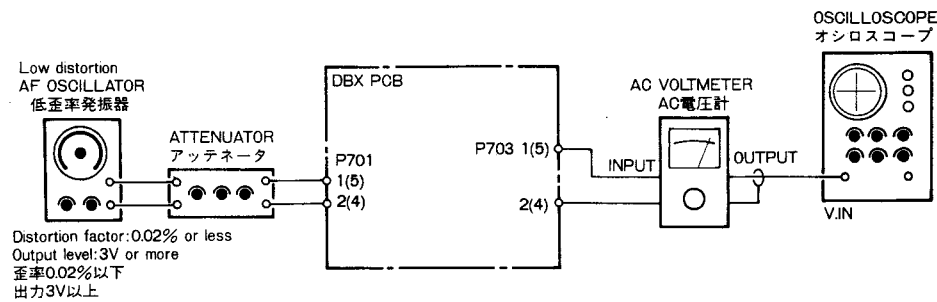 Low distortion
AF OSCILLATOR
低歪率発振器
ATTENUATOR
アッテネータ
DBX PCB
P701
1(5)
2(4)
P703 1(5)
2(4)
AC VOLTMETER
AC電圧計
INPUT
OUTPUT
OSCILLOSCOPE
オシロスコープ
V.IN
Distortion factor:0.02% or less
Output level:3V or more
歪率0.02%以下
出力3V以上